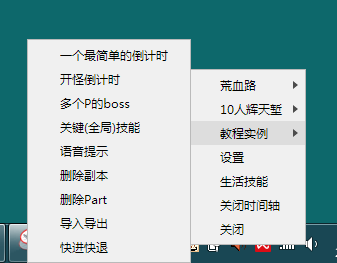 一个最简单的倒计时
开怪倒计时
多个P的boss
关键(全局)技能
语音提示
删除副本
删除Part
导入导出
快进快退
荒血路
10人辉天堑
教程实例
设置
生活技能
关闭时间轴
关闭